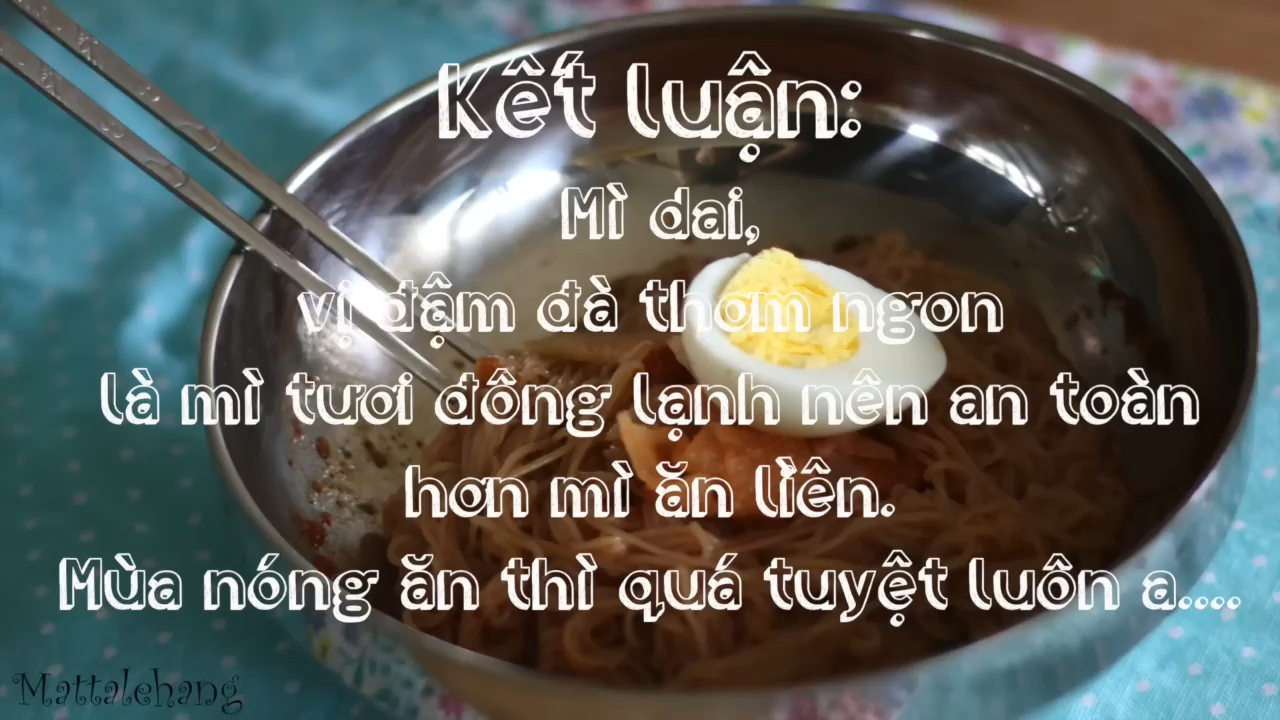 Kết luận:
Mì dai,
vị đậm đà thơm ngon
là mì tươi đông lạnh nên an toàn
hơn mì ăn lìên.
Mùa nóng ăn thì quá tuyệt luôn a....
Mattalehang